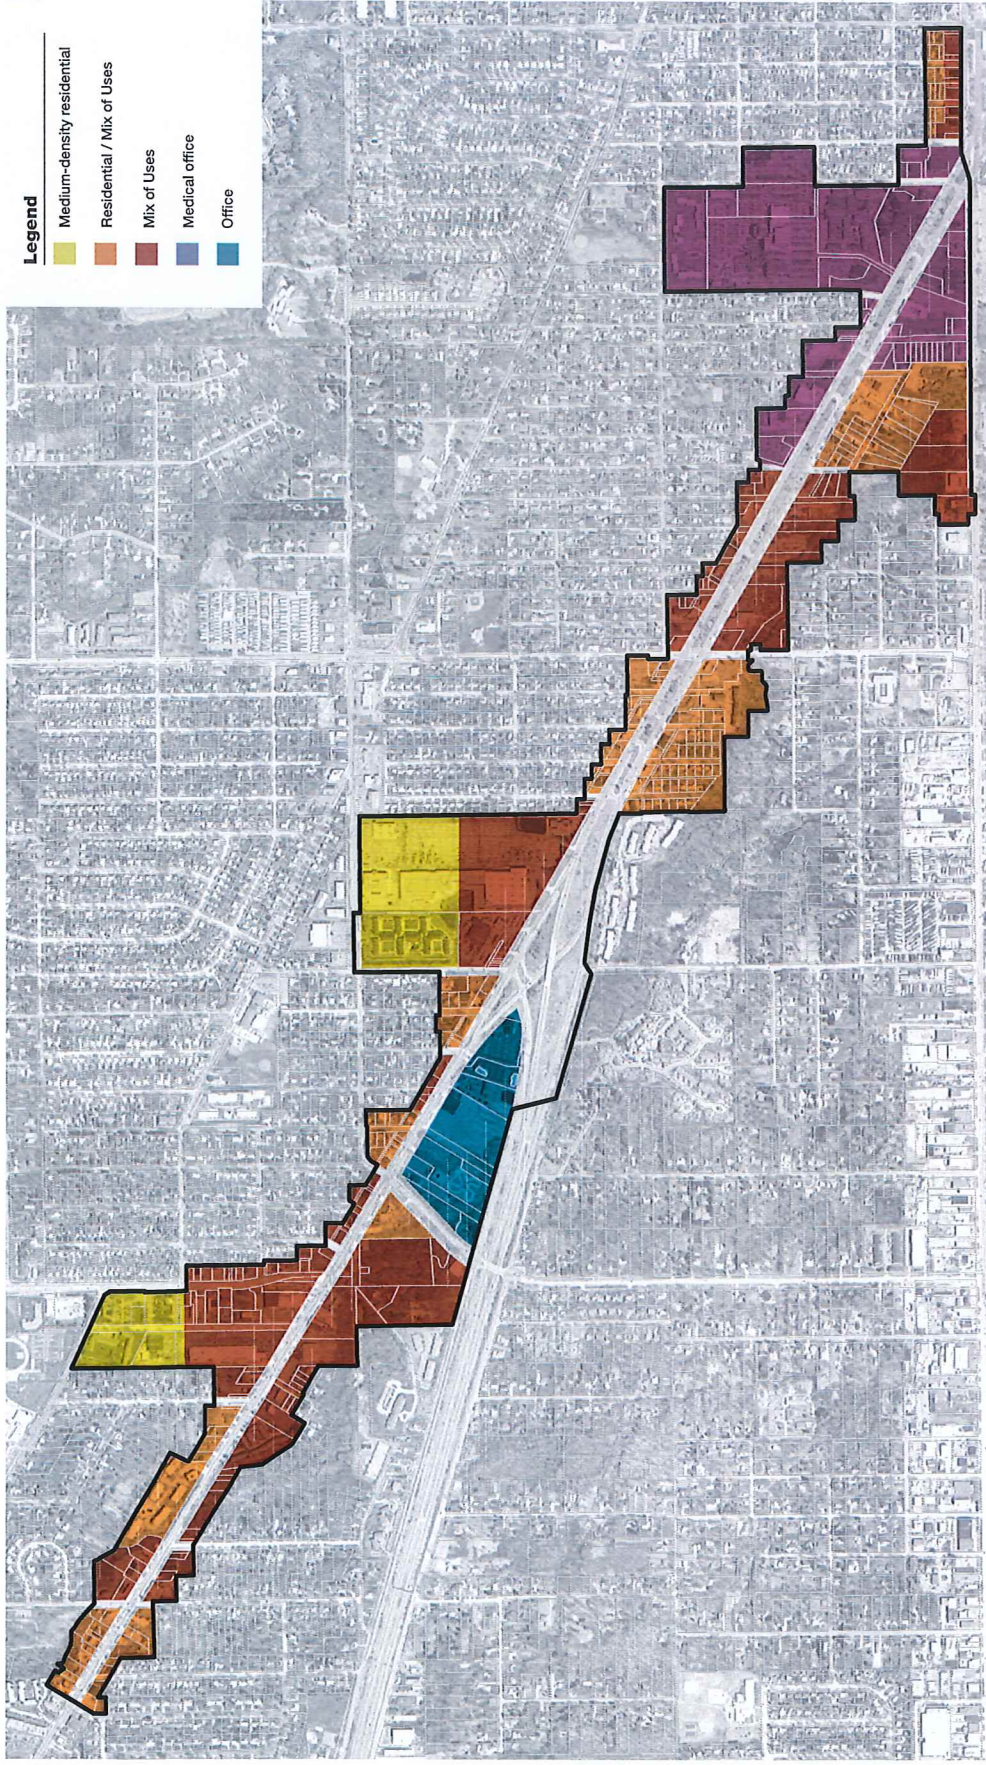 Legend
Medium-density residential
Residential / Mix of Uses
Mix of Uses
Medical office
Office